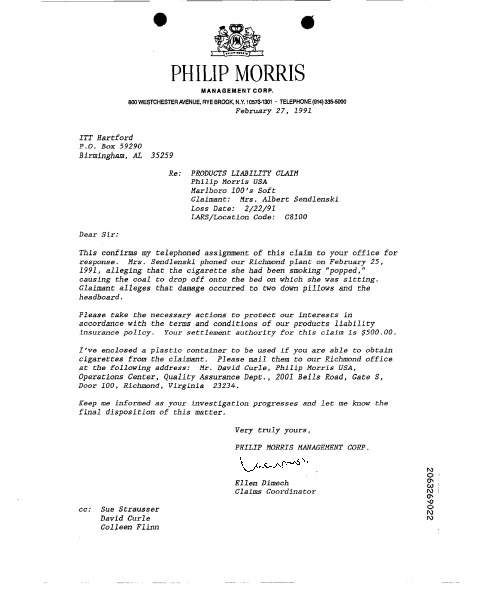 PHILIP MORRIS
MANAGEMENT CORP.
800 WESTCHESTER AVENUE, RYE BROOK, N.Y. 10573-1301 · TELEPHONE (914) 335-5000
February 27, 1991
ITT Hartford
P.O. Box 59290
Birmingham, AL 35259
Re: PRODUCTS LIABILITY CLAIM
Philip Morris USA
Marlboro 100's Soft
Claimant: Mrs. Albert Sendlenski
Loss Date: 2/22/91
LARS/Location Code: C8100
Dear Sir:
This confirms my telephoned assignment of this claim to your office for
response. Mrs. Sendlenski phoned our Richmond plant on February 25,
1991, alleging that the cigarette she had been smoking "popped,"
causing the coal to drop off onto the bed on which she was sitting.
Claimant alleges that damage occurred to two down pillows and the
headboard.
Please take the necessary actions to protect our interests in
accordance with the terms and conditions of our products liability
insurance policy. Your settlement authority for this claim is $500.00.
I've enclosed a plastic container to be used if you are able to obtain
cigarettes from the claimant. Please mail them to our Richmond office
at the following address: Mr. David Curle, Philip Morris USA,
Operations Center, Quality Assurance Dept., 2001 Bells Road, Gate S,
Door 100, Richmond, Virginia 23234.
Keep me informed as your investigation progresses and let me know the
final disposition of this matter.
Very truly yours,
PHILIP MORRIS MANAGEMENT CORP.
Ellen Dimech
Claims Coordinator
cc: Sue Strausser
David Curle
Colleen Flinn
2063269022